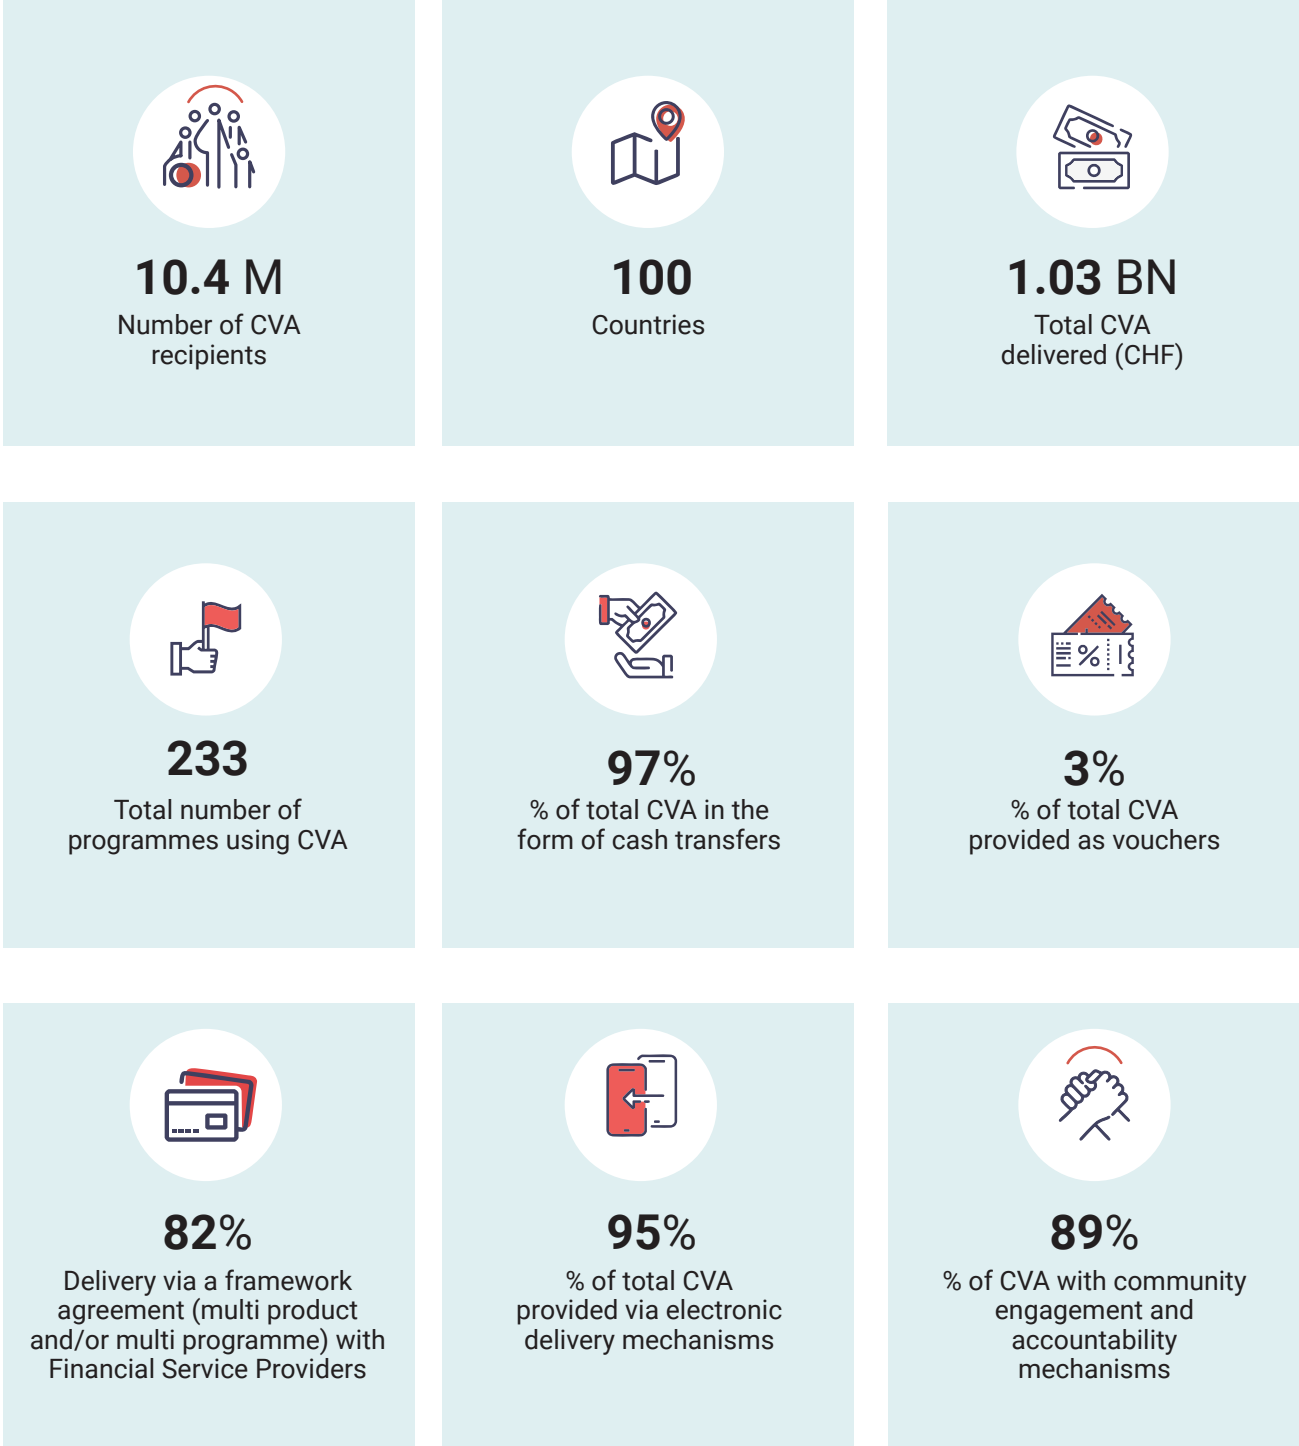 10.4 M
Number of CVA
recipients
100
Countries
1.03 BN
Total CVA
delivered (CHF)
233
Total number of
programmes using CVA
97%
% of total CVA in the
form of cash transfers
3%
% of total CVA
provided as vouchers
82%
Delivery via a framework
agreement (multi product
and/or multi programme) with
Financial Service Providers
95%
% of total CVA
provided via electronic
delivery mechanisms
89%
% of CVA with community
engagement and
accountability
mechanisms